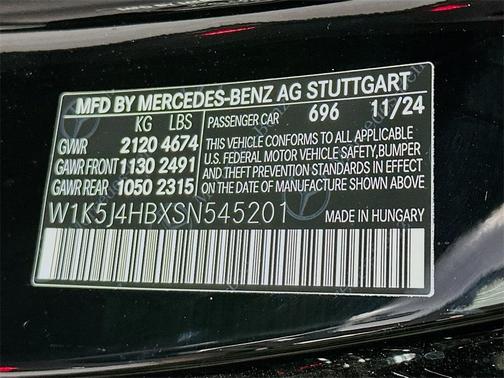 MFD BY MERCEDES-BENZ AG STUTTGART
KG LBS PASSENGER CAR 696 11/24
GVWR 2120 4674
GAWR FRONT 1130 2491
GAWR REAR 1050 2315
THIS VEHICLE CONFORMS TO ALL APPLICABLE
U.S. FEDERAL MOTOR VEHICLE SAFETY, BUMPER
AND THEFT PREVENTION STANDARDS IN EFFECT
ON THE DATE OF MANUFACTURE SHOWN ABOVE.
W1K5J4HBXSN545201 MADE IN HUNGARY